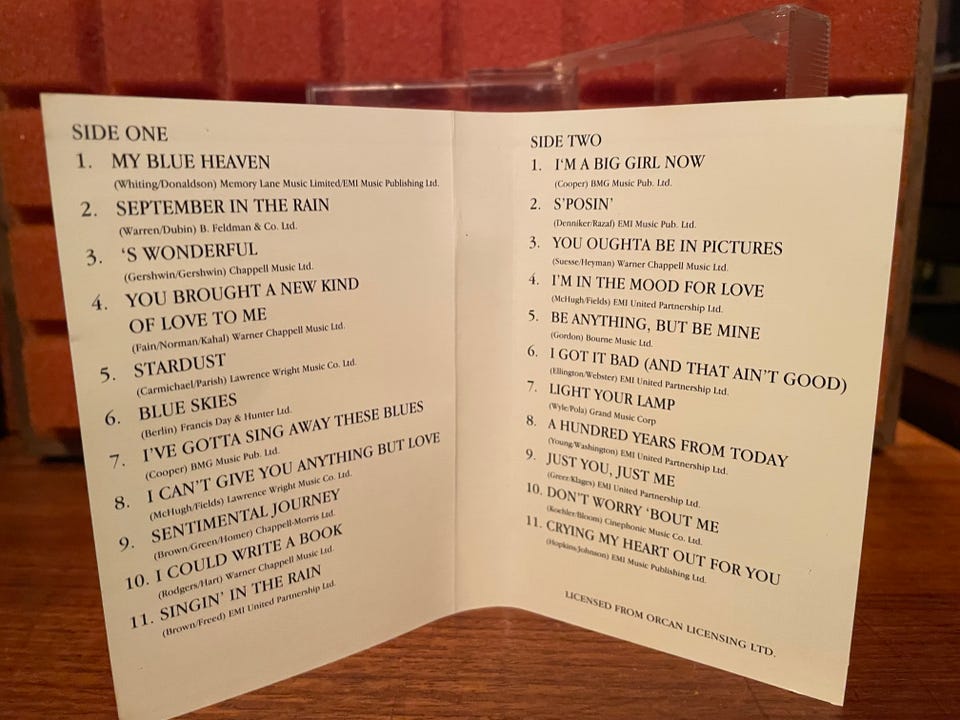 SIDE ONE
1. MY BLUE HEAVEN
(Whiting/Donaldson) Memory Lane Music Limited/EMI Music Publishing Ltd.
2. SEPTEMBER IN THE RAIN
(Warren/Dubin) B. Feldman & Co. Ltd.
3. ‘S WONDERFUL
(Gershwin/Gershwin) Chappell Music Ltd.
4. YOU BROUGHT A NEW KIND
OF LOVE TO ME
(Fain/Norman/Kahal) Warner Chappell Music Ltd.
5. STARDUST
(Carmichael/Parish) Lawrence Wright Music Co. Ltd.
6. BLUE SKIES
(Berlin) Francis Day & Hunter Ltd.
7. I’VE GOTTA SING AWAY THESE BLUES
(Cooper) BMG Music Pub. Ltd.
8. I CAN’T GIVE YOU ANYTHING BUT LOVE
(McHugh/Fields) Lawrence Wright Music Co. Ltd.
9. SENTIMENTAL JOURNEY
(Brown/Green/Homer) Chappell-Morris Ltd.
10. I COULD WRITE A BOOK
(Rodgers/Hart) Warner Chappell Music Ltd.
11. SINGIN’ IN THE RAIN
(Brown/Freed) EMI United Partnership Ltd.
SIDE TWO
1. I‘M A BIG GIRL NOW
(Cooper) BMG Music Pub. Ltd.
2. S’POSIN’
(Denniker/Razaf) EMI Music Pub. Ltd.
3. YOU OUGHTA BE IN PICTURES
(Suesse/Heyman) Warner Chappell Music Ltd.
4. I’M IN THE MOOD FOR LOVE
(McHugh/Fields) EMI United Partnership Ltd.
5. BE ANYTHING, BUT BE MINE
(Gordon) Bourne Music Ltd.
6. I GOT IT BAD (AND THAT AIN’T GOOD)
(Ellington/Webster) EMI United Partnership Ltd.
7. LIGHT YOUR LAMP
(Wyle/Pola) Grand Music Corp
8. A HUNDRED YEARS FROM TODAY
(Young/Washington) EMI United Partnership Ltd.
9. JUST YOU, JUST ME
(Greer/Klages) EMI United Partnership Ltd.
10. DON’T WORRY ‘BOUT ME
(Koehler/Bloom) Cinephonic Music Co. Ltd.
11. CRYING MY HEART OUT FOR YOU
(Hopkins/Johnson) EMI Music Publishing Ltd.
LICENSED FROM ORCAN LICENSING LTD.